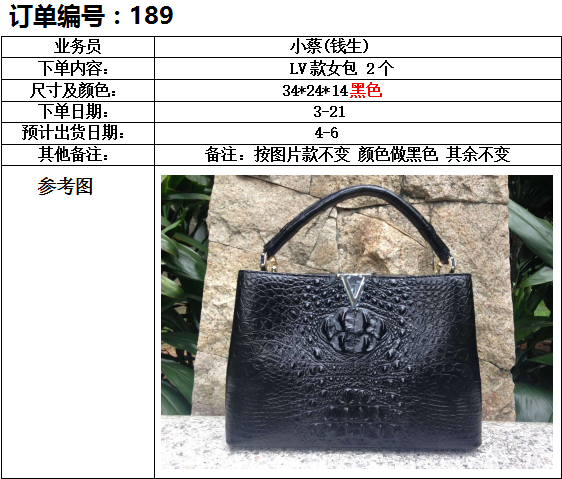 订单编号：189
业务员 小蔡(钱生)
下单内容： LV款女包 2个
尺寸及颜色： 34*24*14黑色
下单日期： 3-21
预计出货日期： 4-6
其他备注： 备注：按图片款不变 颜色做黑色 其余不变
参考图